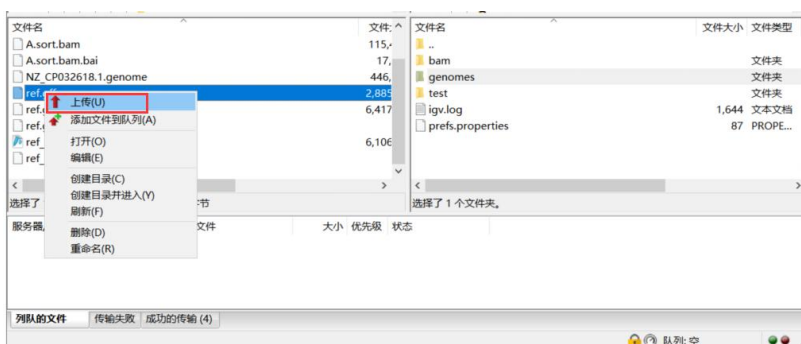 文件名 文件:
A.sort.bam 115,
A.sort.bam.bai 17,
NZ_CP032618.1.genome 446,
2,885
ref. 6,417
ref.
ref_ 6,106
ref_
上传(U)
添加文件到队列(A)
打开(O)
编辑(E)
创建目录(C)
创建目录并进入(Y)
刷新(F)
删除(D)
重命名(R)
选择了
节
文件名 文件大小 文件类型
..
bam 文件夹
genomes 文件夹
test 文件夹
igv.log 1,644 文本文档
prefs.properties 87 PROPE...
选择了 1 个文件夹。
服务器 文件 大小 优先级 状态
列队的文件 传输失败 成功的传输 (4)
队列: 空